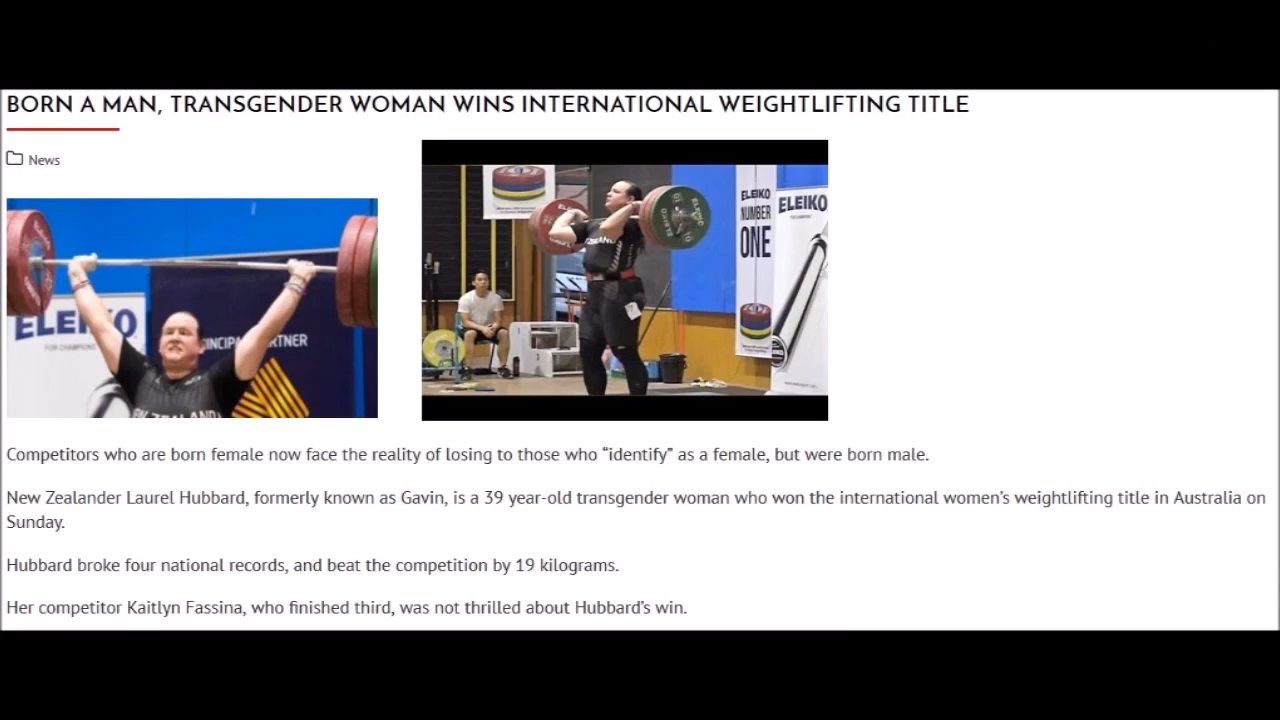 BORN A MAN, TRANSGENDER WOMAN WINS INTERNATIONAL WEIGHTLIFTING TITLE
News
ELEIKO
FOR CHAMPIONS
NCIPAL
RTNER
ZEALAND
ELEIKO
NUMBER
ONE
ELEIKO
Competitors who are born female now face the reality of losing to those who “identify” as a female, but were born male.
New Zealander Laurel Hubbard, formerly known as Gavin, is a 39 year-old transgender woman who won the international women’s weightlifting title in Australia on
Sunday.
Hubbard broke four national records, and beat the competition by 19 kilograms.
Her competitor Kaitlyn Fassina, who finished third, was not thrilled about Hubbard’s win.